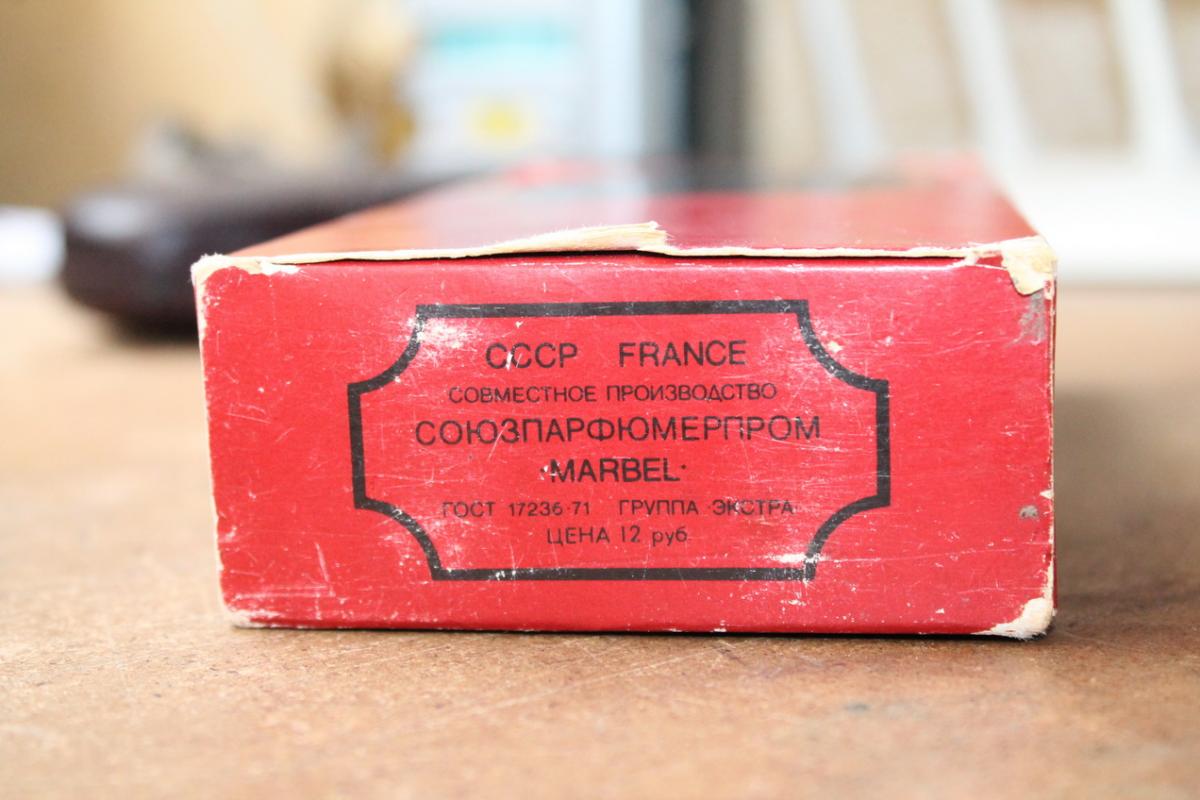 СССР FRANCE
СОВМЕСТНОЕ ПРОИЗВОДСТВО
СОЮЗПАРФЮМЕРПРОМ
·MARBEL·
ГОСТ 17236·71 ГРУППА ·ЭКСТРА·
ЦЕНА 12 руб.